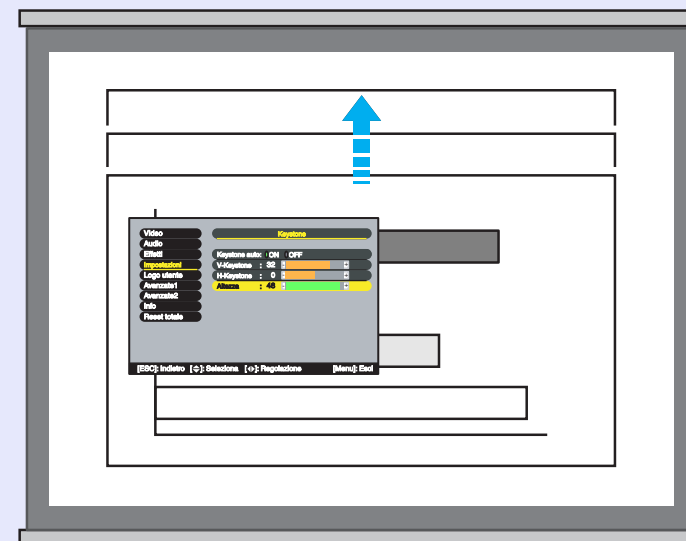 Video
Audio
Effetti
Impostazioni
Logo utente
Avanzate1
Avanzate2
Info
Reset totale
Keystone
Keystone auto: ON OFF
V-Keystone : 32
H-Keystone : 0
Altezza : 48
[ESC]: Indietro [ ]: Seleziona [ ]: Regolazione [Menu]: Esci